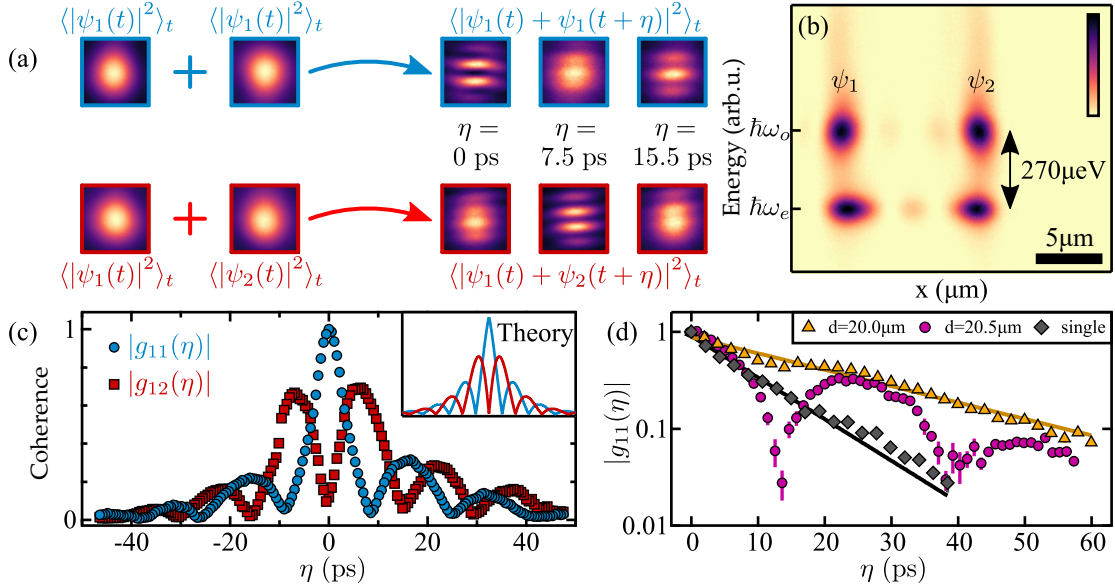 (a)
⟨|ψ₁(t)|²⟩ₜ ⟨|ψ₁(t)|²⟩ₜ ⟨|ψ₁(t) + ψ₁(t + η)|²⟩ₜ
+
η = 0 ps
η = 7.5 ps
η = 15.5 ps
+
⟨|ψ₁(t)|²⟩ₜ ⟨|ψ₂(t)|²⟩ₜ ⟨|ψ₁(t) + ψ₂(t + η)|²⟩ₜ
(b)
ψ₁ ψ₂
Energy (arb.u.)
ħωₒ
270μeV
ħωₑ
5μm
x (μm)
(c)
|g₁₁(η)|
|g₁₂(η)|
Theory
Coherence
1
0
-40 -20 0 20 40
η (ps)
(d)
d=20.0μm d=20.5μm single
|g₁₁(η)|
1
0.1
0.01
0 10 20 30 40 50 60
η (ps)